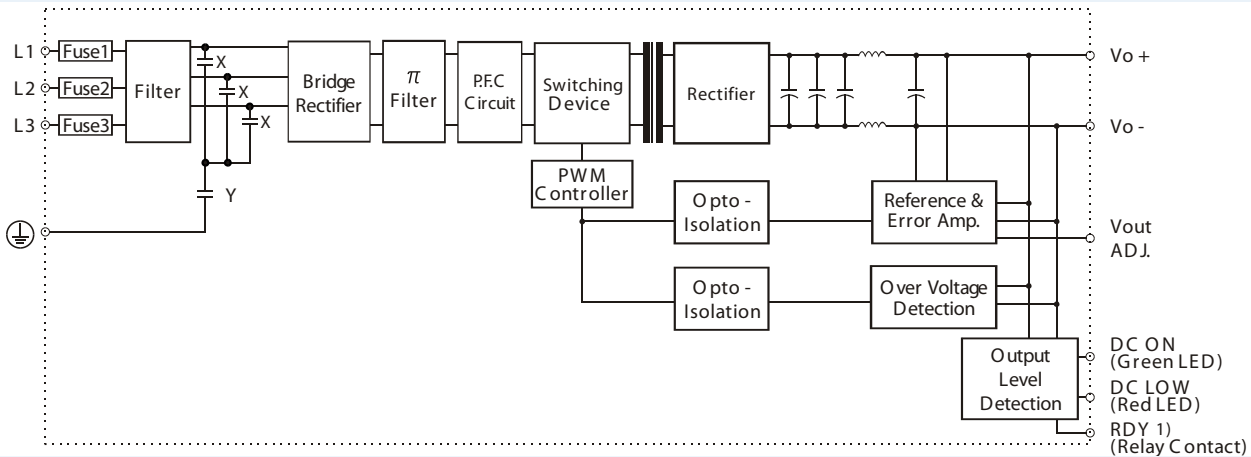 L1
Fuse1
L2
Fuse2
L3
Fuse3
Filter
X
X
X
Y
Bridge
Rectifier
π
Filter
P.F.C
Circuit
Switching
Device
PWM
Controller
Rectifier
Vo +
Vo -
Opto -
Isolation
Reference &
Error Amp.
Vout
ADJ.
Opto -
Isolation
Over Voltage
Detection
Output
Level
Detection
DC ON
(Green LED)
DC LOW
(Red LED)
RDY 1)
(Relay Contact)